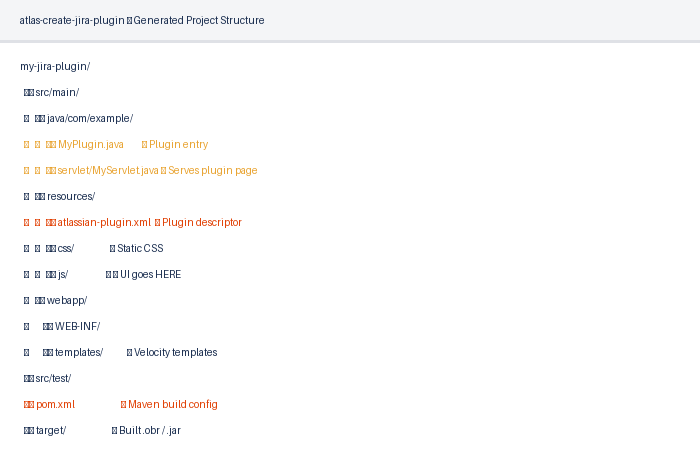 atlas-create-jira-plugin Generated Project Structure
my-jira-plugin/
src/main/
java/com/example/
MyPlugin.java Plugin entry
servlet/MyServlet.java Serves plugin page
resources/
atlassian-plugin.xml Plugin descriptor
css/ Static CSS
js/ UI goes HERE
webapp/
WEB-INF/
templates/ Velocity templates
src/test/
pom.xml Maven build config
target/ Built .obr / .jar